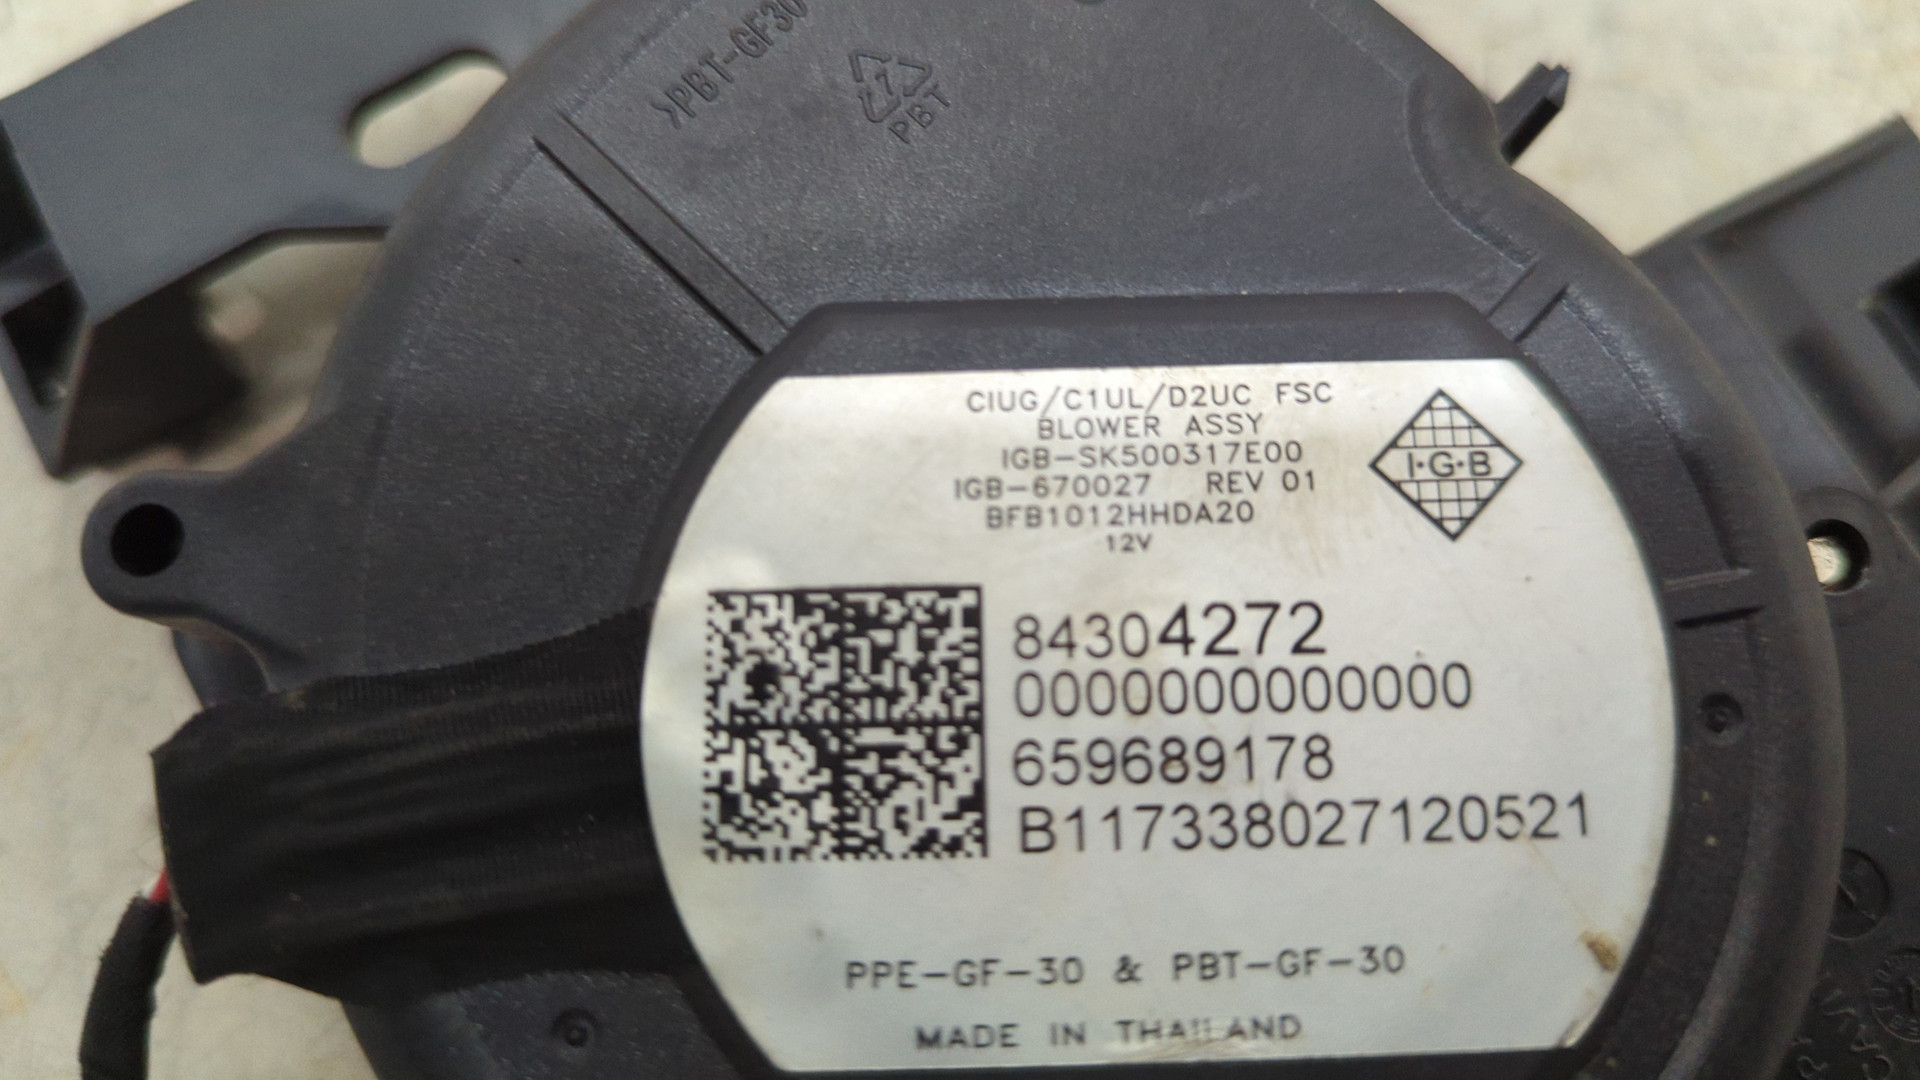 >PBT-GF30
7
PBT
CIUG/C1UL/D2UC FSC
BLOWER ASSY
IGB-SK500317E00
IGB-670027 REV 01
BFB1012HHDA20
12V
I·G·B
84304272
0000000000000
659689178
B117338027120521
PPE-GF-30 & PBT-GF-30
MADE IN THAILAND